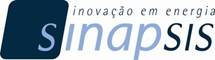 inovação em energia
sinapsis